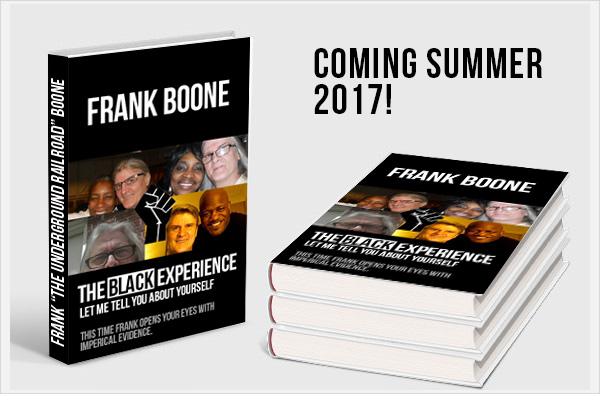 FRANK BOONE
THE BLACK EXPERIENCE
LET ME TELL YOU ABOUT YOURSELF
THIS TIME FRANK OPENS YOUR EYES WITH
IMPERICAL EVIDENCE.
FRANK "THE UNDERGROUND RAILROAD" BOONE
COMING SUMMER
2017!
FRANK BOONE
THE BLACK EXPERIENCE
LET ME TELL YOU ABOUT YOURSELF
THIS TIME FRANK OPENS YOUR EYES WITH
IMPERICAL EVIDENCE.